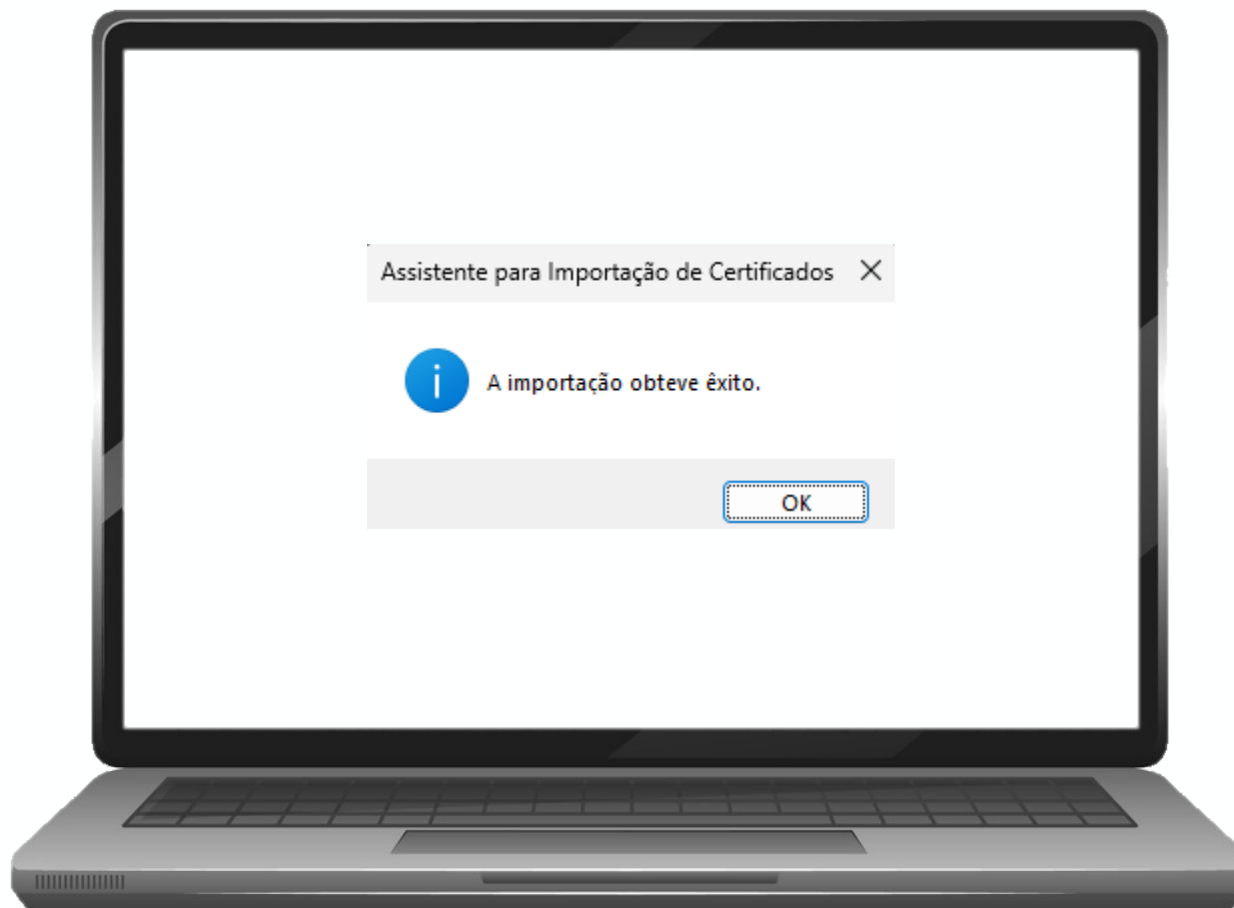 Assistente para Importação de Certificados
A importação obteve êxito.
OK